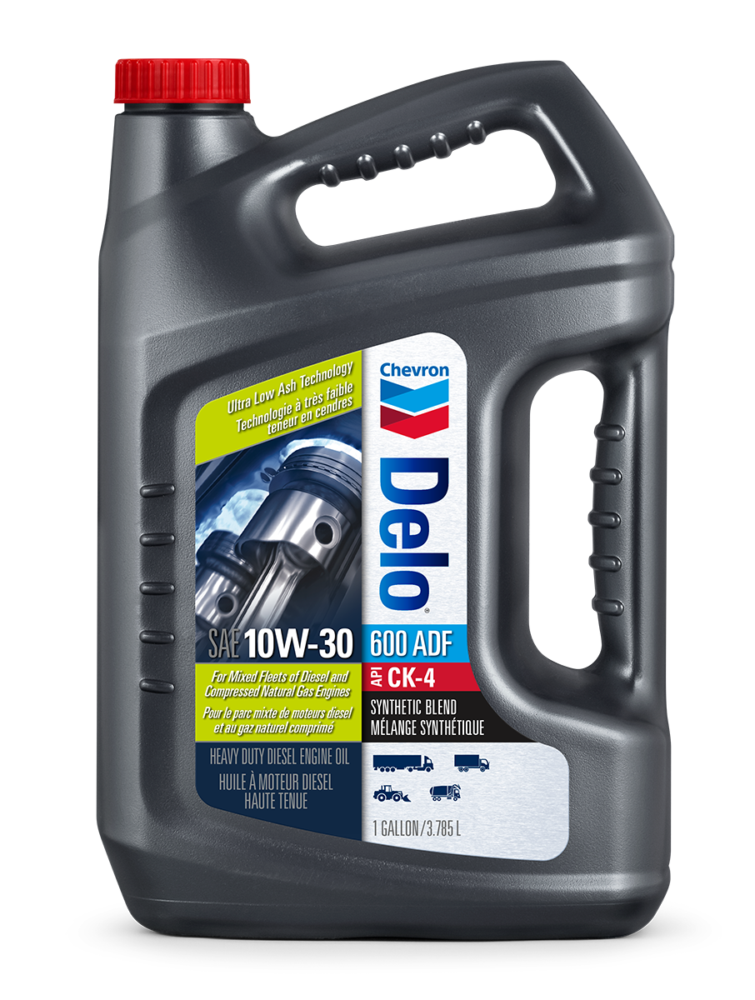 Ultra Low Ash Technology
Technologie à très faible
teneur en cendres
Chevron
Delo®
SAE 10W-30
600 ADF
API CK-4
For Mixed Fleets of Diesel and
Compressed Natural Gas Engines
Pour le parc mixte de moteurs diesel
et au gaz naturel comprimé
SYNTHETIC BLEND
MÉLANGE SYNTHÉTIQUE
HEAVY DUTY DIESEL ENGINE OIL
HUILE À MOTEUR DIESEL
HAUTE TENUE
1 GALLON/3.785 L